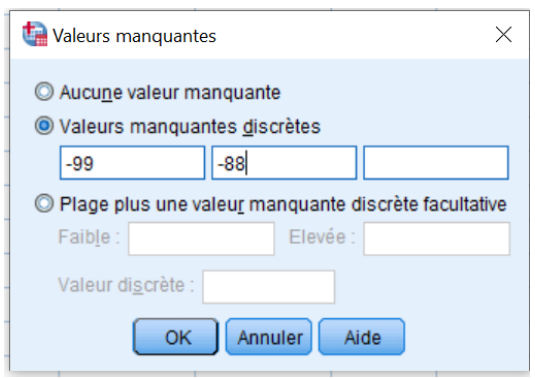 Valeurs manquantes
Aucune valeur manquante
Valeurs manquantes discrètes
-99 -88
Plage plus une valeur manquante discrète facultative
Faible : Elevée :
Valeur discrète :
OK Annuler Aide